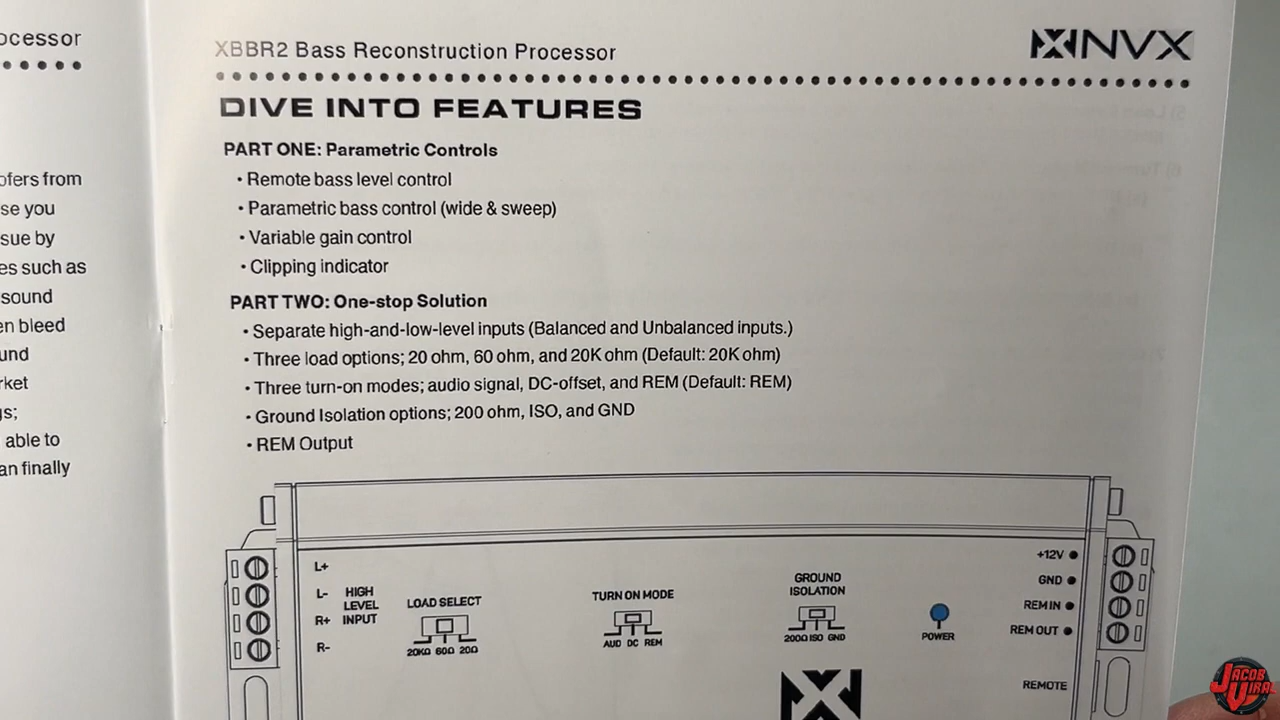 ocessor
ofers from
se you
sue by
es such as
sound
en bleed
und
rket
gs;
able to
an finally
XBBR2 Bass Reconstruction Processor
NVX
DIVE INTO FEATURES
PART ONE: Parametric Controls
• Remote bass level control
• Parametric bass control (wide & sweep)
• Variable gain control
• Clipping indicator
PART TWO: One-stop Solution
• Separate high-and-low-level inputs (Balanced and Unbalanced inputs.)
• Three load options; 20 ohm, 60 ohm, and 20K ohm (Default: 20K ohm)
• Three turn-on modes; audio signal, DC-offset, and REM (Default: REM)
• Ground Isolation options; 200 ohm, ISO, and GND
• REM Output
L+
L-
R+
R-
HIGH
LEVEL
INPUT
LOAD SELECT
20KΩ 60Ω 20Ω
TURN ON MODE
AUD DC REM
GROUND
ISOLATION
200Ω ISO GND
POWER
+12V
GND
REM IN
REM OUT
REMOTE
JACOB
VIRAL